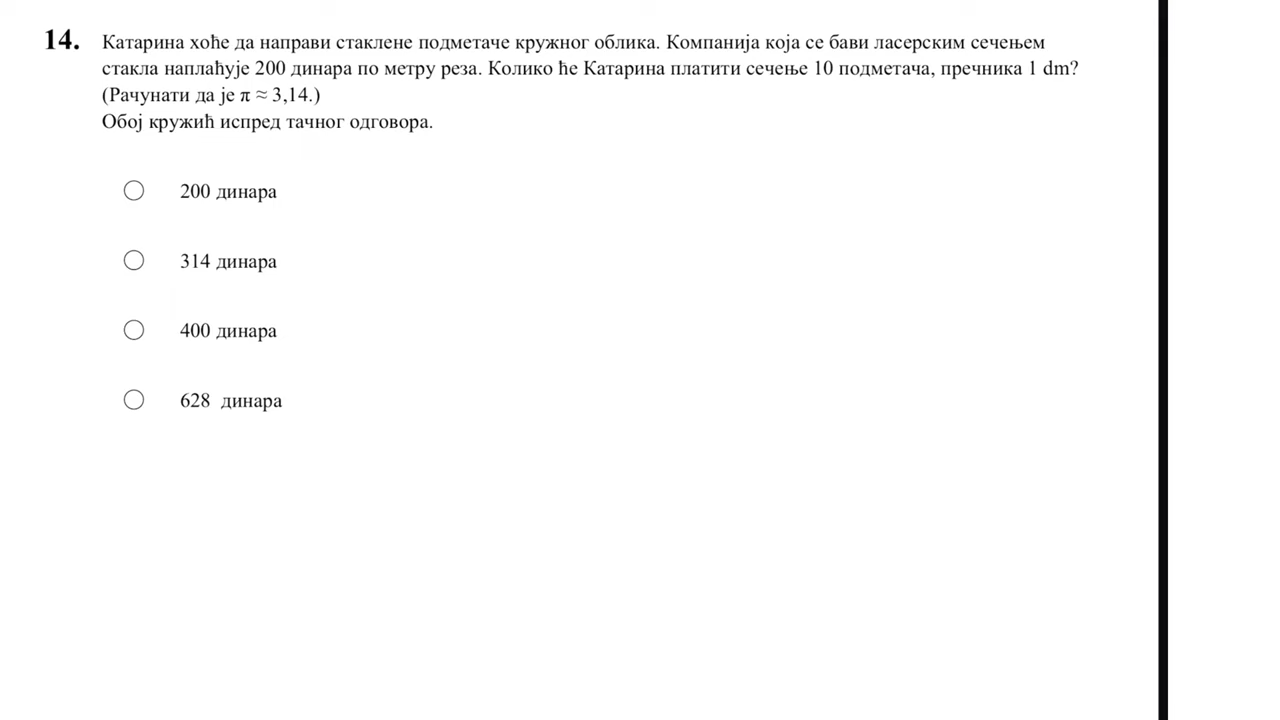 14. Катарина хоће да направи стаклене подметаче кружног облика. Компанија која се бави ласерским сечењем
стакла наплаћује 200 динара по метру реза. Колико ће Катарина платити сечење 10 подметача, пречника 1 dm?
(Рачунати да је π ≈ 3,14.)
Обој кружић испред тачног одговора.
200 динара
314 динара
400 динара
628 динара